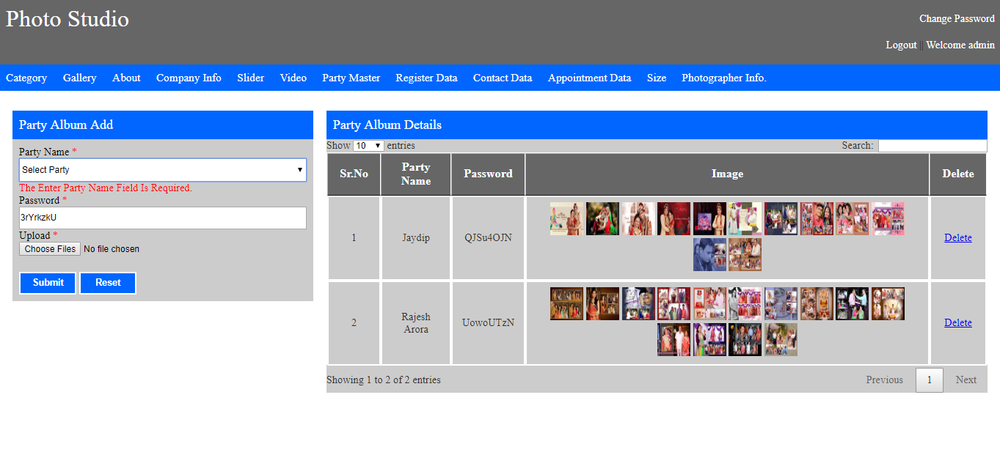 Photo Studio
Change Password
Logout || Welcome admin
Category Gallery About Company Info Slider Video Party Master Register Data Contact Data Appointment Data Size Photographer Info.
Party Album Add
Party Name *
Select Party
The Enter Party Name Field Is Required.
Password *
3rYrkzkU
Upload *
Choose Files No file chosen
Submit Reset
Party Album Details
Show 10 entries Search:
Sr.No Party Name Password Image Delete
1 Jaydip QJSu4OJN Delete
2 Rajesh Arora UowoUTzN Delete
Showing 1 to 2 of 2 entries Previous 1 Next